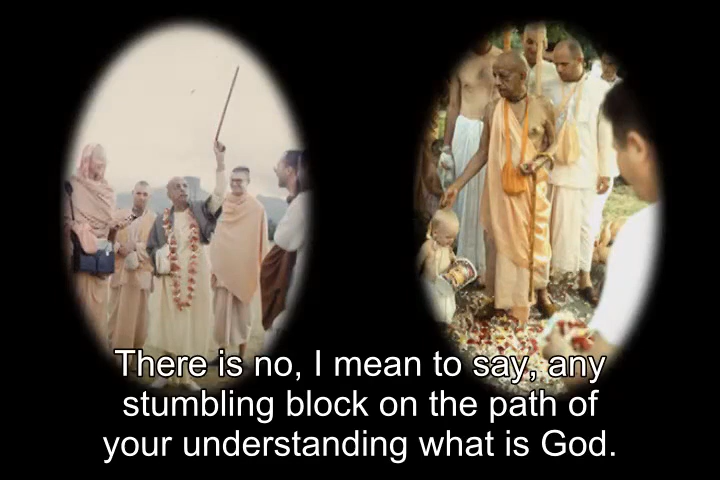 There is no, I mean to say, any
stumbling block on the path of
your understanding what is God.